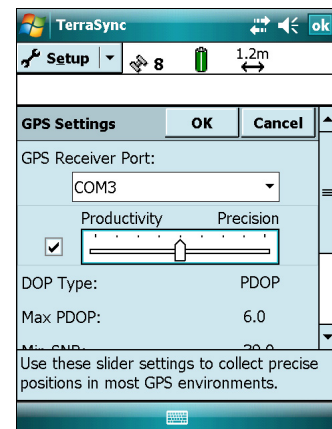 TerraSync
ok
Setup
8
1.2m
GPS Settings
OK
Cancel
GPS Receiver Port:
COM3
Productivity
Precision
DOP Type:
PDOP
Max PDOP:
6.0
Use these slider settings to collect precise
positions in most GPS environments.